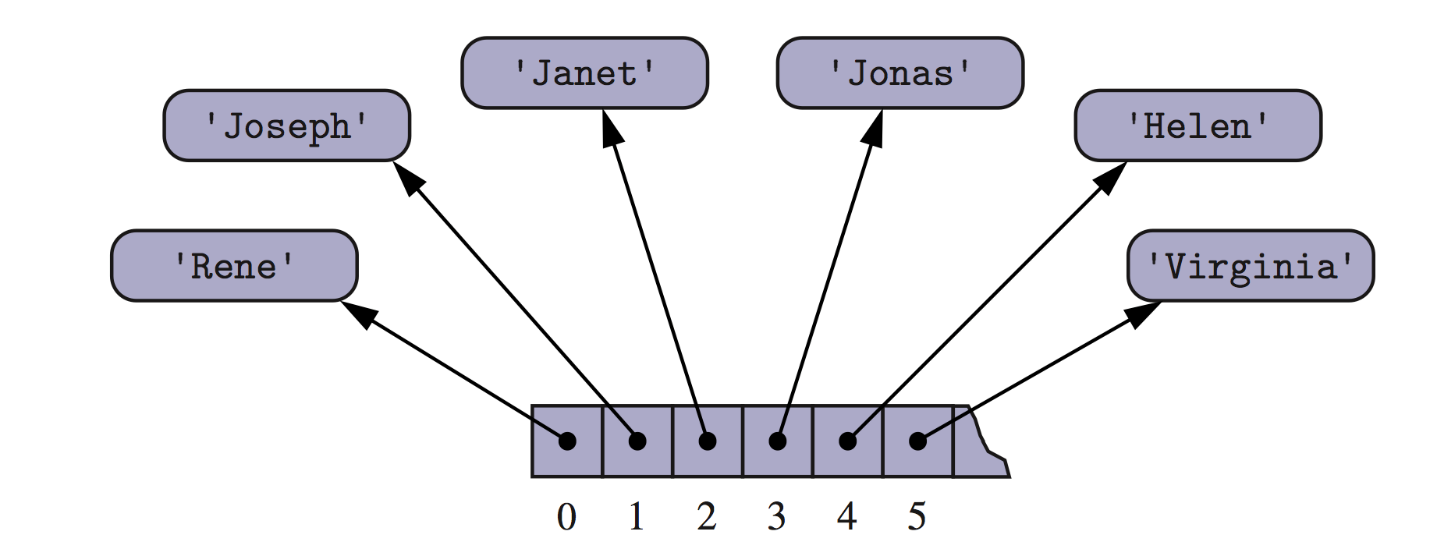 'Janet' 'Jonas'
'Joseph' 'Helen'
'Rene' 'Virginia'
0 1 2 3 4 5